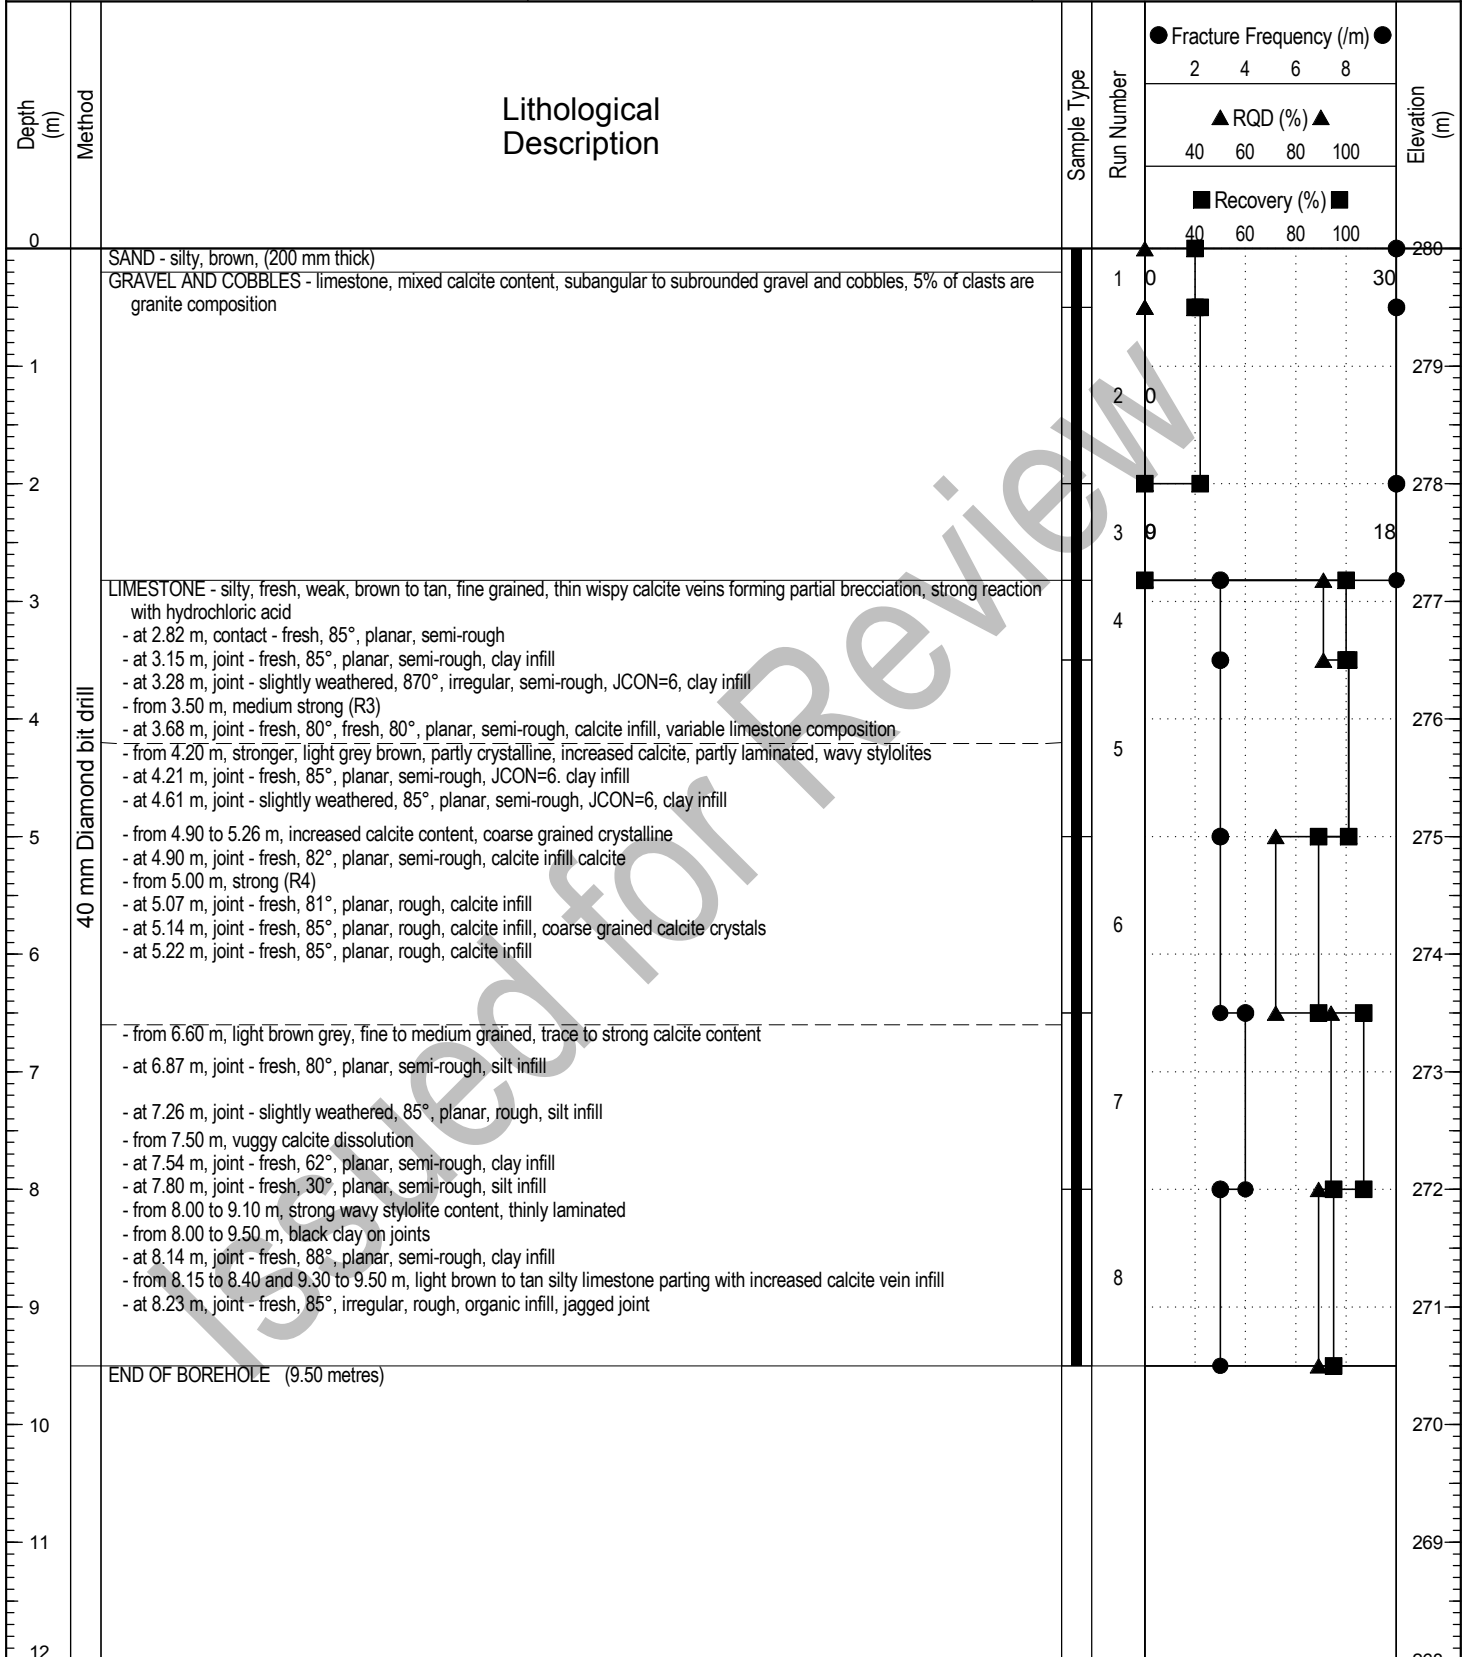 Depth (m)
Method
Lithological
Description
Sample Type
Run Number
● Fracture Frequency (/m) ●
2 4 6 8
▲ RQD (%) ▲
40 60 80 100
■ Recovery (%) ■
40 60 80 100
Elevation (m)
0
SAND - silty, brown, (200 mm thick)
280
GRAVEL AND COBBLES - limestone, mixed calcite content, subangular to subrounded gravel and cobbles, 5% of clasts are
granite composition
1 0 30
1
279
2 0
2
278
3 9 18
LIMESTONE - silty, fresh, weak, brown to tan, fine grained, thin wispy calcite veins forming partial brecciation, strong reaction
with hydrochloric acid
3
277
- at 2.82 m, contact - fresh, 85°, planar, semi-rough
4
- at 3.15 m, joint - fresh, 85°, planar, semi-rough, clay infill
- at 3.28 m, joint - slightly weathered, 870°, irregular, semi-rough, JCON=6, clay infill
- from 3.50 m, medium strong (R3)
4
276
- at 3.68 m, joint - fresh, 80°, fresh, 80°, planar, semi-rough, calcite infill, variable limestone composition
- from 4.20 m, stronger, light grey brown, partly crystalline, increased calcite, partly laminated, wavy stylolites
5
- at 4.21 m, joint - fresh, 85°, planar, semi-rough, JCON=6. clay infill
- at 4.61 m, joint - slightly weathered, 85°, planar, semi-rough, JCON=6, clay infill
40 mm Diamond bit drill
- from 4.90 to 5.26 m, increased calcite content, coarse grained crystalline
5
275
- at 4.90 m, joint - fresh, 82°, planar, semi-rough, calcite infill calcite
- from 5.00 m, strong (R4)
- at 5.07 m, joint - fresh, 81°, planar, rough, calcite infill
- at 5.14 m, joint - fresh, 85°, planar, rough, calcite infill, coarse grained calcite crystals
6
- at 5.22 m, joint - fresh, 85°, planar, rough, calcite infill
6
274
- from 6.60 m, light brown grey, fine to medium grained, trace to strong calcite content
- at 6.87 m, joint - fresh, 80°, planar, semi-rough, silt infill
7
273
7
- at 7.26 m, joint - slightly weathered, 85°, planar, rough, silt infill
- from 7.50 m, vuggy calcite dissolution
- at 7.54 m, joint - fresh, 62°, planar, semi-rough, clay infill
- at 7.80 m, joint - fresh, 30°, planar, semi-rough, silt infill
8
272
- from 8.00 to 9.10 m, strong wavy stylolite content, thinly laminated
- from 8.00 to 9.50 m, black clay on joints
- at 8.14 m, joint - fresh, 88°, planar, semi-rough, clay infill
- from 8.15 to 8.40 and 9.30 to 9.50 m, light brown to tan silty limestone parting with increased calcite vein infill
8
- at 8.23 m, joint - fresh, 85°, irregular, rough, organic infill, jagged joint
9
271
END OF BOREHOLE (9.50 metres)
10
270
11
269
12
Issued for Review